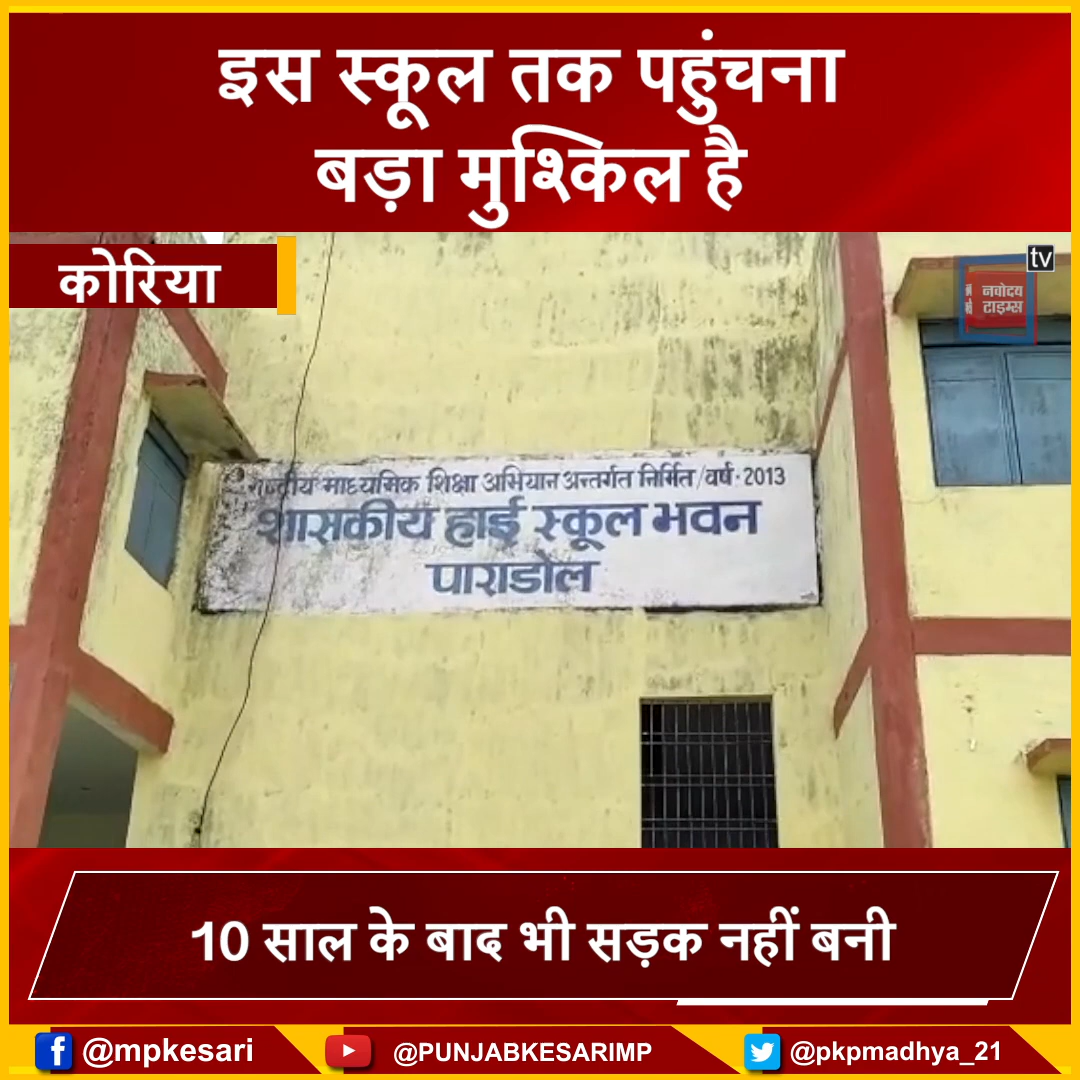 इस स्कूल तक पहुंचना
बड़ा मुश्किल है
कोरिया
tv
नवोदय
टाइम्स
माध्यमिक शिक्षा अभियान अन्तर्गत निर्मित/वर्ष-2013
शासकीय हाई स्कूल भवन
पाराडोल
10 साल के बाद भी सड़क नहीं बनी
@mpkesari
@PUNJABKESARIMP
@pkpmadhya_21